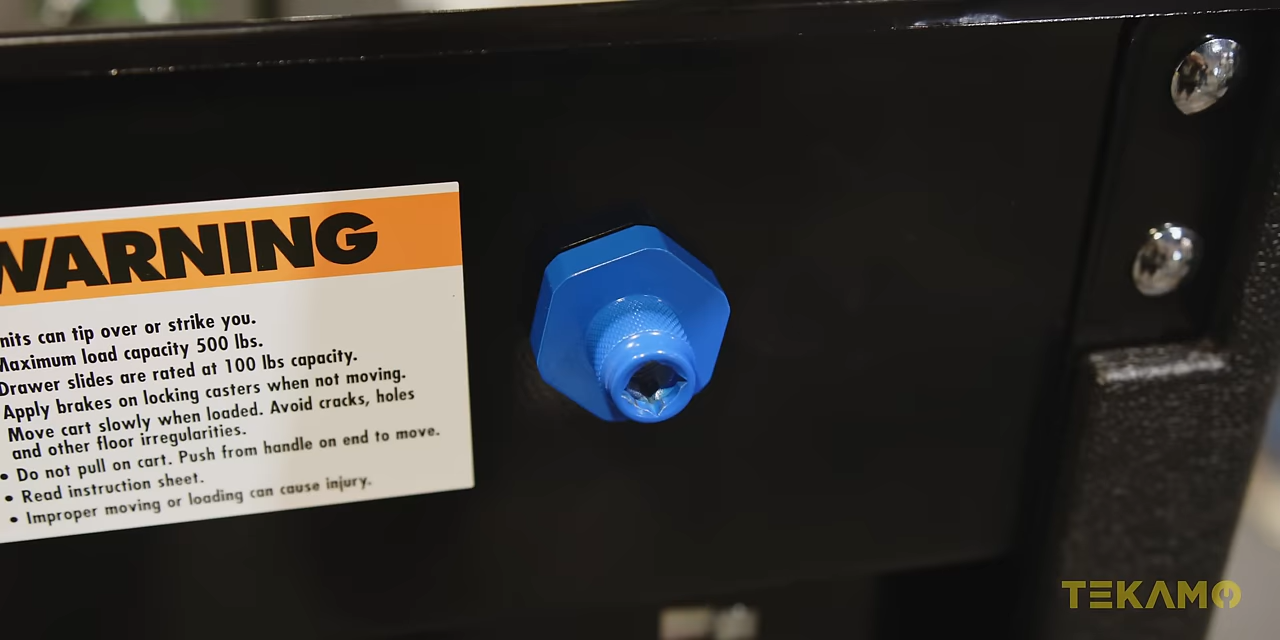 WARNING
nits can tip over or strike you.
Maximum load capacity 500 lbs.
Drawer slides are rated at 100 lbs capacity.
Apply brakes on locking casters when not moving.
Move cart slowly when loaded. Avoid cracks, holes
and other floor irregularities.
• Do not pull on cart. Push from handle on end to move.
• Read instruction sheet.
• Improper moving or loading can cause injury.
TEKAMO